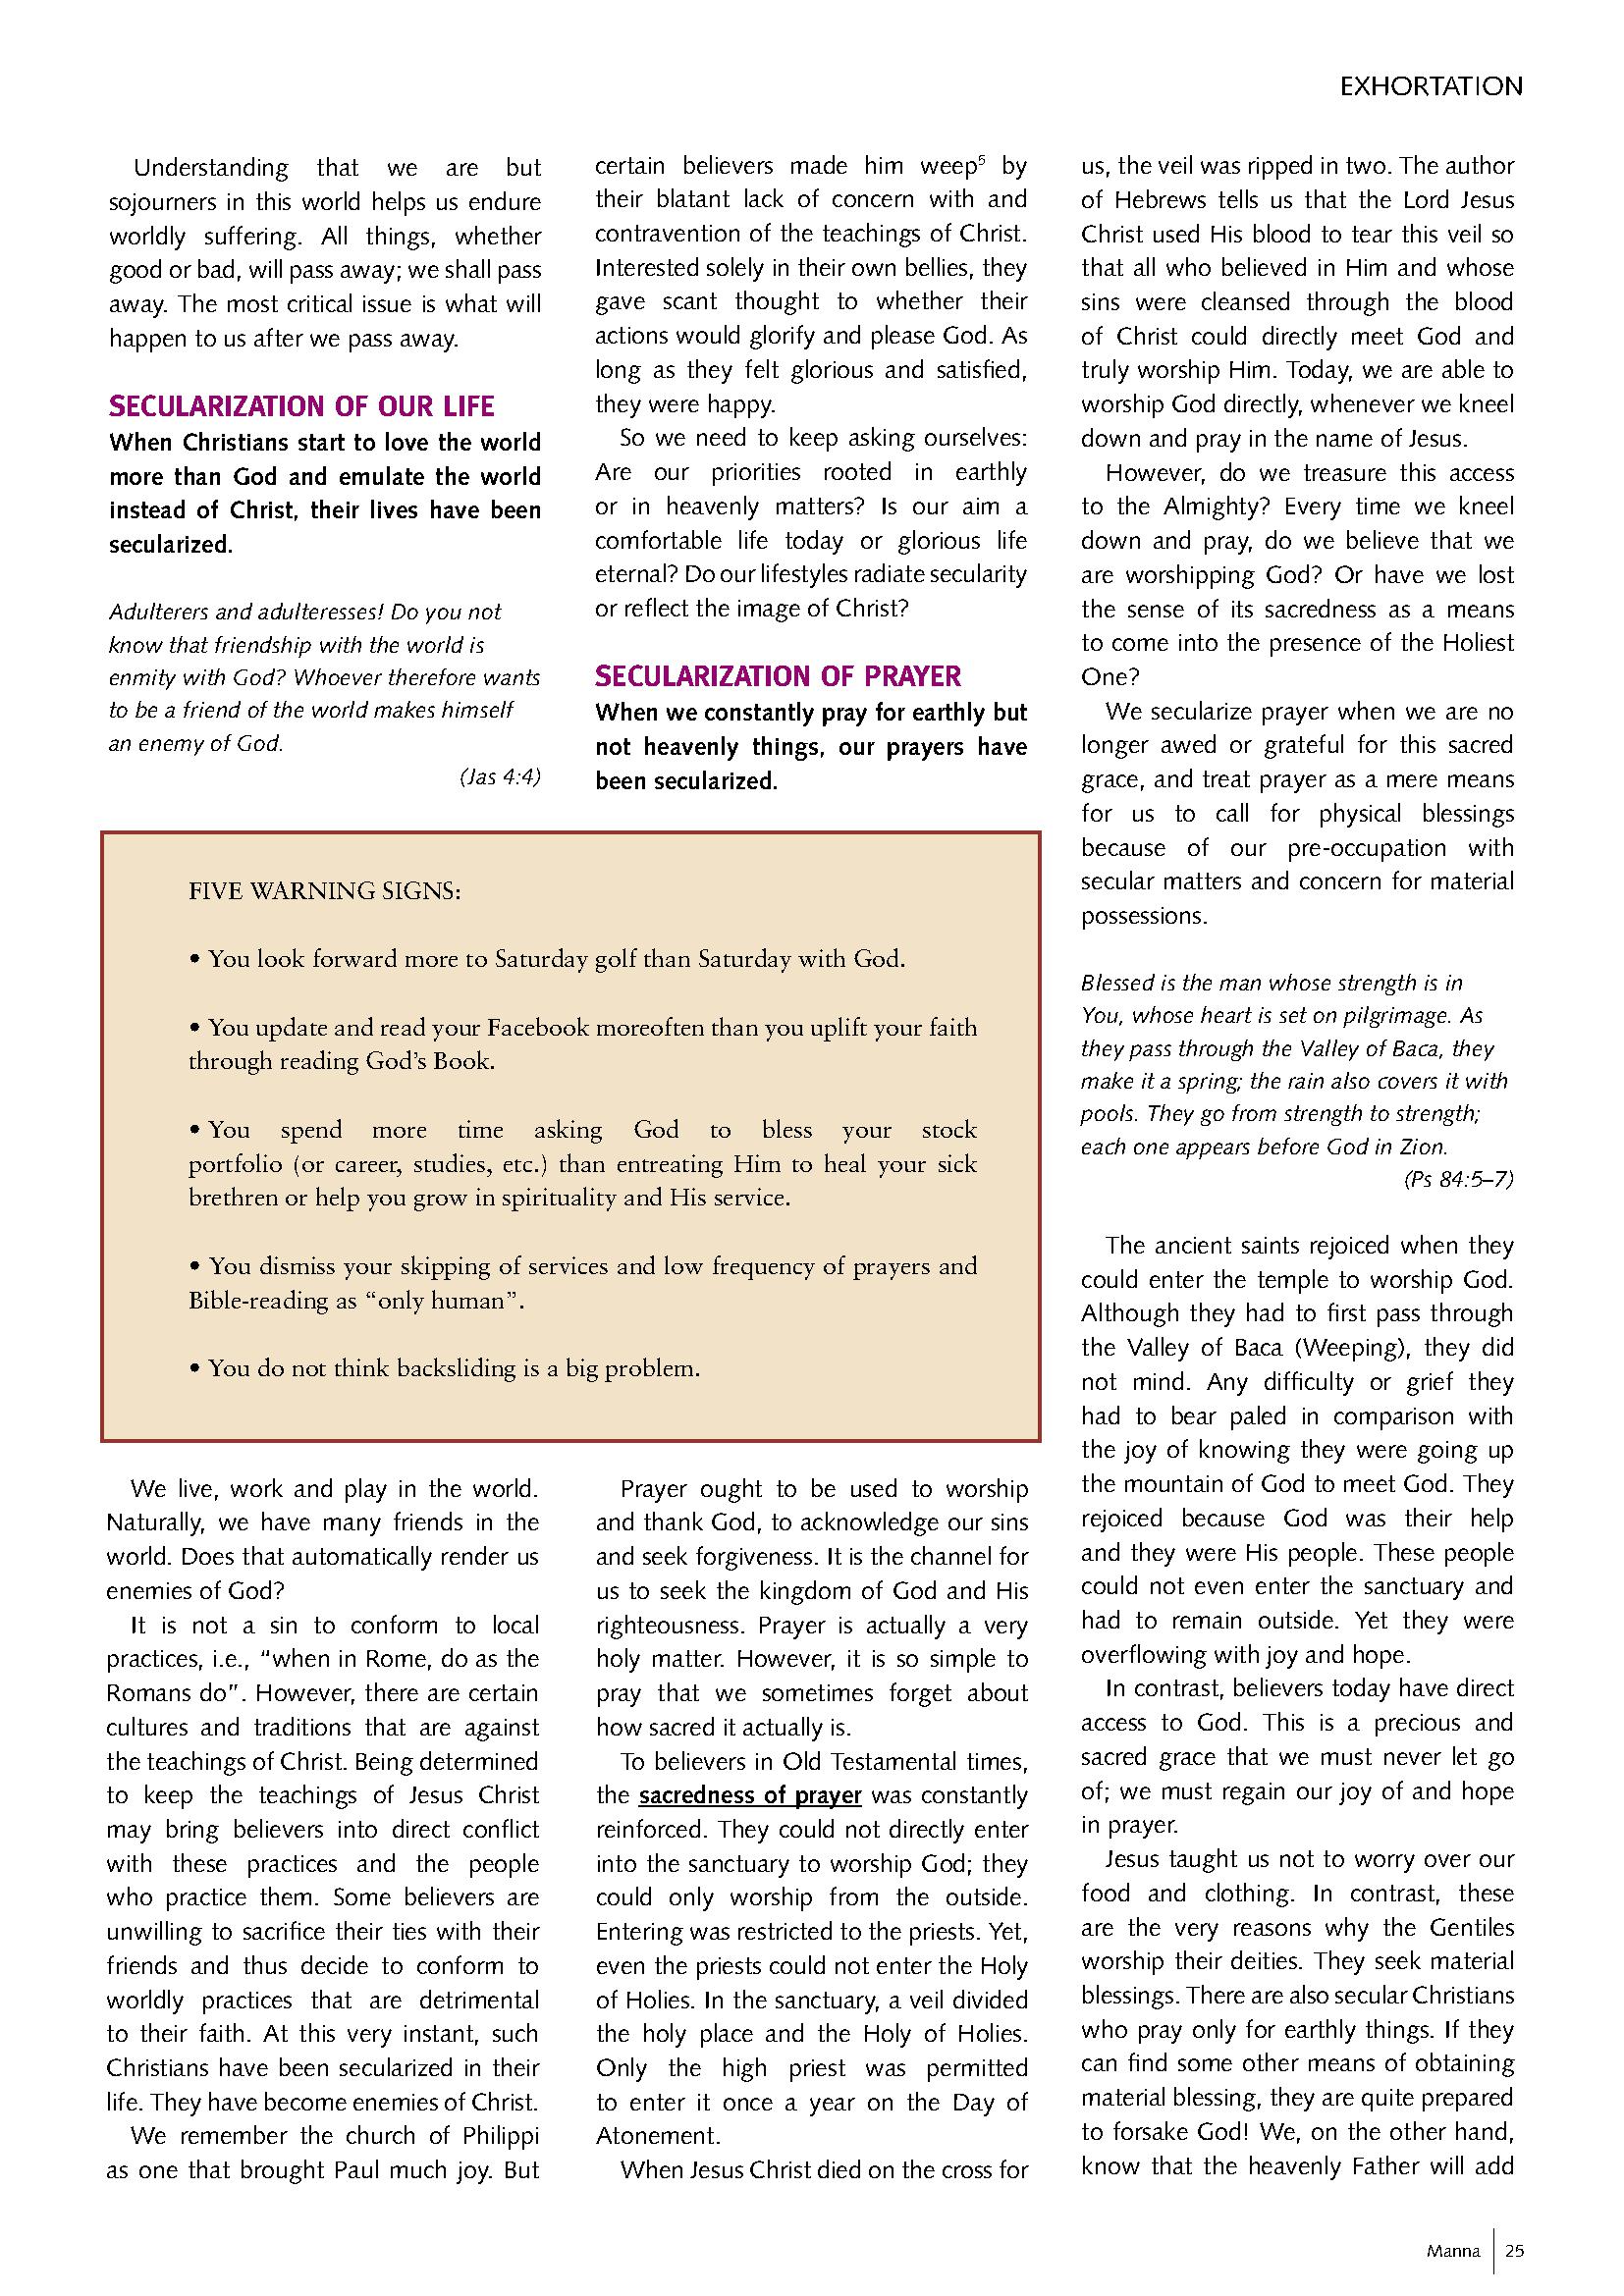 EXHORTATION
Understanding that we are but
sojourners in this world helps us endure
worldly suffering. All things, whether
good or bad, will pass away; we shall pass
away. The most critical issue is what will
happen to us after we pass away.
SECULARIZATION OF OUR LIFE
When Christians start to love the world
more than God and emulate the world
instead of Christ, their lives have been
secularized.
Adulterers and adulteresses! Do you not
know that friendship with the world is
enmity with God? Whoever therefore wants
to be a friend of the world makes himself
an enemy of God.
(Jas 4:4)
FIVE WARNING SIGNS:
• You look forward more to Saturday golf than Saturday with God.
• You update and read your Facebook moreoften than you uplift your faith
through reading God’s Book.
• You spend more time asking God to bless your stock
portfolio (or career, studies, etc.) than entreating Him to heal your sick
brethren or help you grow in spirituality and His service.
• You dismiss your skipping of services and low frequency of prayers and
Bible-reading as “only human”.
• You do not think backsliding is a big problem.
We live, work and play in the world.
Naturally, we have many friends in the
world. Does that automatically render us
enemies of God?
It is not a sin to conform to local
practices, i.e., “when in Rome, do as the
Romans do”. However, there are certain
cultures and traditions that are against
the teachings of Christ. Being determined
to keep the teachings of Jesus Christ
may bring believers into direct conflict
with these practices and the people
who practice them. Some believers are
unwilling to sacrifice their ties with their
friends and thus decide to conform to
worldly practices that are detrimental
to their faith. At this very instant, such
Christians have been secularized in their
life. They have become enemies of Christ.
We remember the church of Philippi
as one that brought Paul much joy. But
certain believers made him weep⁵ by
their blatant lack of concern with and
contravention of the teachings of Christ.
Interested solely in their own bellies, they
gave scant thought to whether their
actions would glorify and please God. As
long as they felt glorious and satisfied,
they were happy.
So we need to keep asking ourselves:
Are our priorities rooted in earthly
or in heavenly matters? Is our aim a
comfortable life today or glorious life
eternal? Do our lifestyles radiate secularity
or reflect the image of Christ?
SECULARIZATION OF PRAYER
When we constantly pray for earthly but
not heavenly things, our prayers have
been secularized.
Prayer ought to be used to worship
and thank God, to acknowledge our sins
and seek forgiveness. It is the channel for
us to seek the kingdom of God and His
righteousness. Prayer is actually a very
holy matter. However, it is so simple to
pray that we sometimes forget about
how sacred it actually is.
To believers in Old Testamental times,
the sacredness of prayer was constantly
reinforced. They could not directly enter
into the sanctuary to worship God; they
could only worship from the outside.
Entering was restricted to the priests. Yet,
even the priests could not enter the Holy
of Holies. In the sanctuary, a veil divided
the holy place and the Holy of Holies.
Only the high priest was permitted
to enter it once a year on the Day of
Atonement.
When Jesus Christ died on the cross for
us, the veil was ripped in two. The author
of Hebrews tells us that the Lord Jesus
Christ used His blood to tear this veil so
that all who believed in Him and whose
sins were cleansed through the blood
of Christ could directly meet God and
truly worship Him. Today, we are able to
worship God directly, whenever we kneel
down and pray in the name of Jesus.
However, do we treasure this access
to the Almighty? Every time we kneel
down and pray, do we believe that we
are worshipping God? Or have we lost
the sense of its sacredness as a means
to come into the presence of the Holiest
One?
We secularize prayer when we are no
longer awed or grateful for this sacred
grace, and treat prayer as a mere means
for us to call for physical blessings
because of our pre-occupation with
secular matters and concern for material
possessions.
Blessed is the man whose strength is in
You, whose heart is set on pilgrimage. As
they pass through the Valley of Baca, they
make it a spring; the rain also covers it with
pools. They go from strength to strength;
each one appears before God in Zion.
(Ps 84:5–7)
The ancient saints rejoiced when they
could enter the temple to worship God.
Although they had to first pass through
the Valley of Baca (Weeping), they did
not mind. Any difficulty or grief they
had to bear paled in comparison with
the joy of knowing they were going up
the mountain of God to meet God. They
rejoiced because God was their help
and they were His people. These people
could not even enter the sanctuary and
had to remain outside. Yet they were
overflowing with joy and hope.
In contrast, believers today have direct
access to God. This is a precious and
sacred grace that we must never let go
of; we must regain our joy of and hope
in prayer.
Jesus taught us not to worry over our
food and clothing. In contrast, these
are the very reasons why the Gentiles
worship their deities. They seek material
blessings. There are also secular Christians
who pray only for earthly things. If they
can find some other means of obtaining
material blessing, they are quite prepared
to forsake God! We, on the other hand,
know that the heavenly Father will add
Manna 25